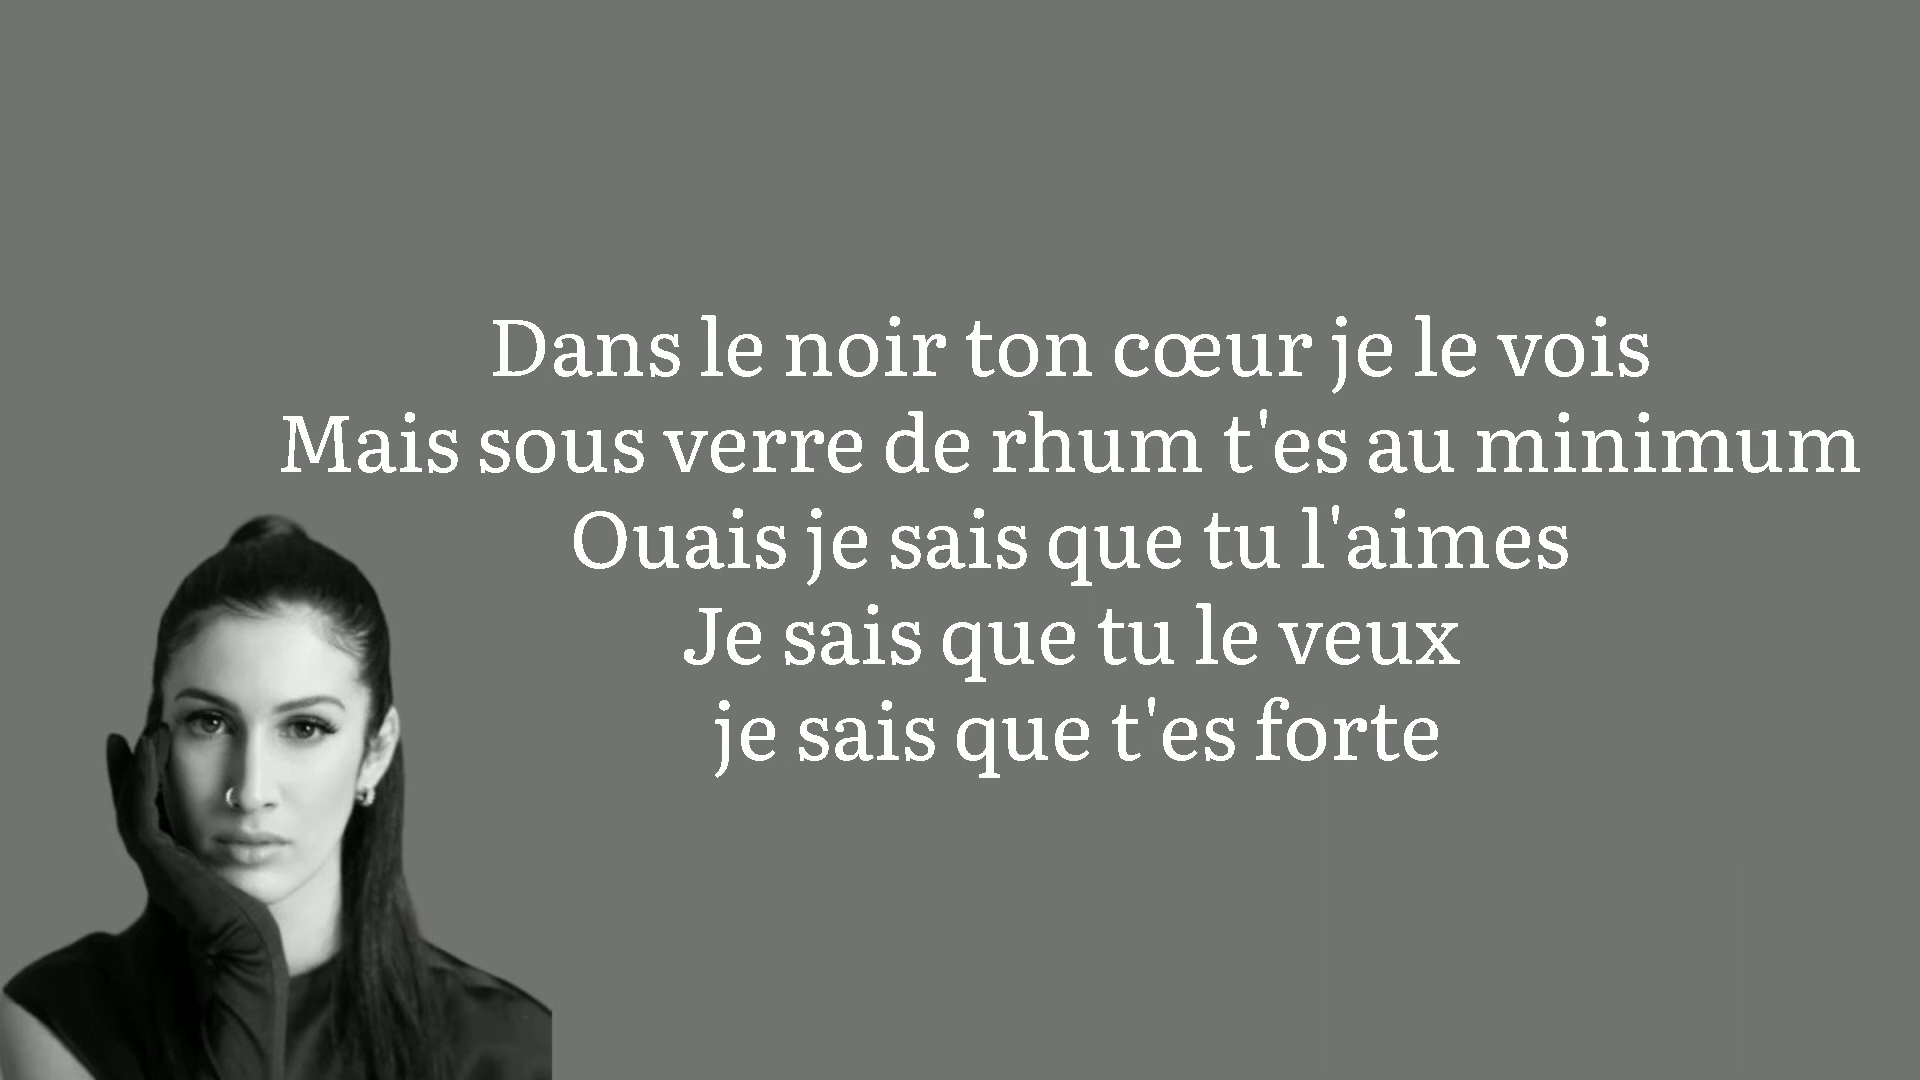 Dans le noir ton cœur je le vois
Mais sous verre de rhum t'es au minimum
Ouais je sais que tu l'aimes
Je sais que tu le veux
je sais que t'es forte